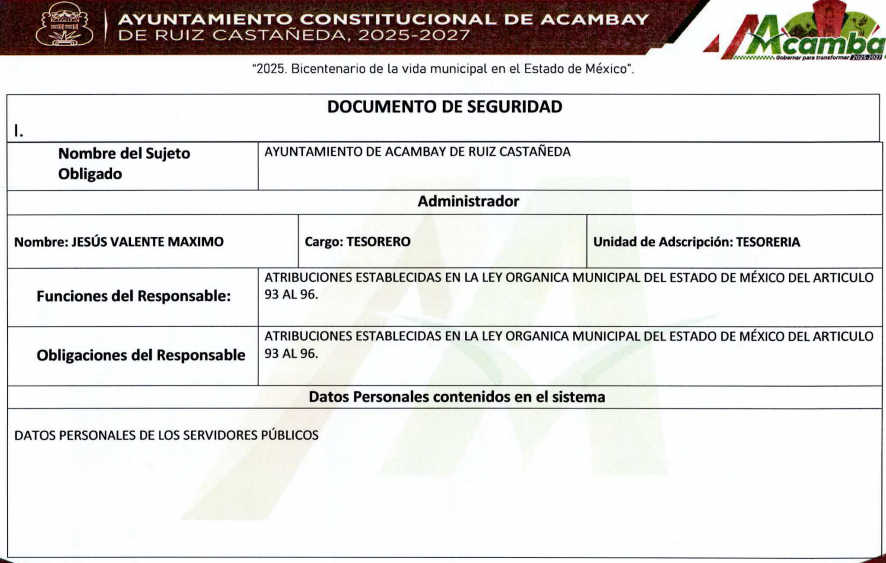 AYUNTAMIENTO CONSTITUCIONAL DE ACAMBAY
DE RUIZ CASTAÑEDA, 2025-2027
Acamba
Gobernar para transformar 2025-2027
"2025. Bicentenario de la vida municipal en el Estado de México".
DOCUMENTO DE SEGURIDAD
I.
Nombre del Sujeto
Obligado
AYUNTAMIENTO DE ACAMBAY DE RUIZ CASTAÑEDA
Administrador
Nombre: JESÚS VALENTE MAXIMO
Cargo: TESORERO
Unidad de Adscripción: TESORERIA
Funciones del Responsable:
ATRIBUCIONES ESTABLECIDAS EN LA LEY ORGANICA MUNICIPAL DEL ESTADO DE MÉXICO DEL ARTICULO
93 AL 96.
Obligaciones del Responsable
ATRIBUCIONES ESTABLECIDAS EN LA LEY ORGANICA MUNICIPAL DEL ESTADO DE MÉXICO DEL ARTICULO
93 AL 96.
Datos Personales contenidos en el sistema
DATOS PERSONALES DE LOS SERVIDORES PÚBLICOS